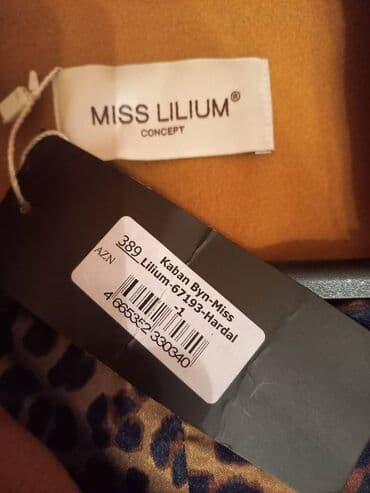 MISS LILIUM®
CONCEPT
389
AZN
Kaban Byn-Miss
Lilium-67193-Hardal
1
4 665362 330340